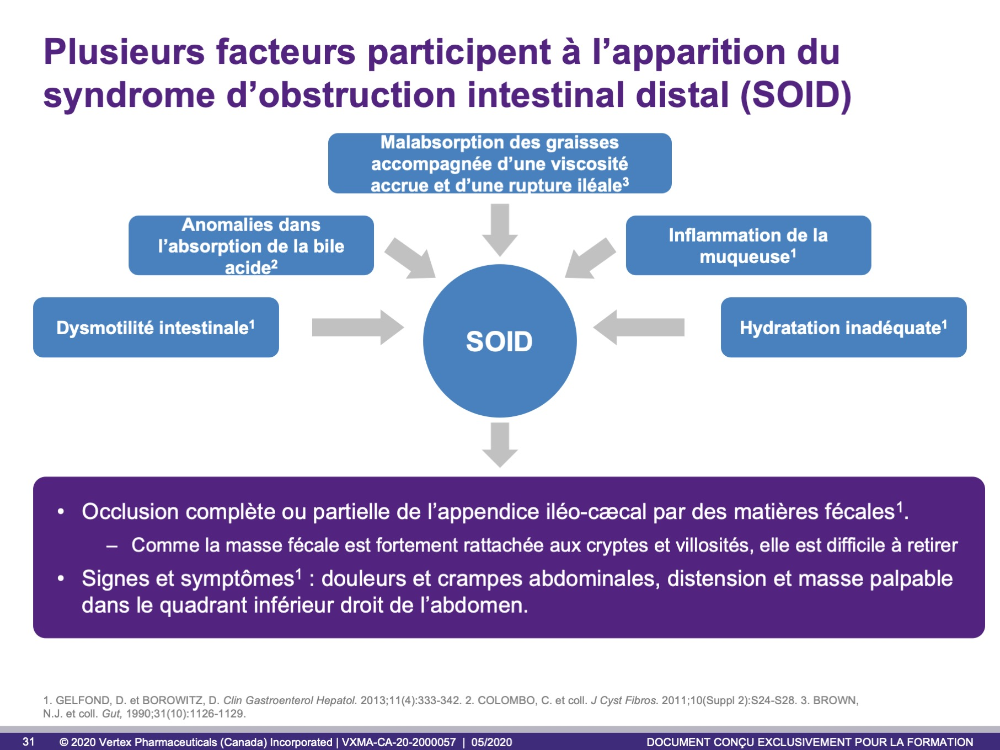 Plusieurs facteurs participent à l’apparition du
syndrome d’obstruction intestinal distal (SOID)
Malabsorption des graisses
accompagnée d’une viscosité
accrue et d’une rupture iléale³
Anomalies dans
l’absorption de la bile
acide²
Inflammation de la
muqueuse¹
Dysmotilité intestinale¹
Hydratation inadéquate¹
SOID
• Occlusion complète ou partielle de l’appendice iléo-cæcal par des matières fécales¹.
– Comme la masse fécale est fortement rattachée aux cryptes et villosités, elle est difficile à retirer
• Signes et symptômes¹ : douleurs et crampes abdominales, distension et masse palpable
dans le quadrant inférieur droit de l’abdomen.
1. GELFOND, D. et BOROWITZ, D. Clin Gastroenterol Hepatol. 2013;11(4):333-342. 2. COLOMBO, C. et coll. J Cyst Fibros. 2011;10(Suppl 2):S24-S28. 3. BROWN,
N.J. et coll. Gut, 1990;31(10):1126-1129.
31 © 2020 Vertex Pharmaceuticals (Canada) Incorporated | VXMA-CA-20-2000057 | 05/2020 DOCUMENT CONÇU EXCLUSIVEMENT POUR LA FORMATION